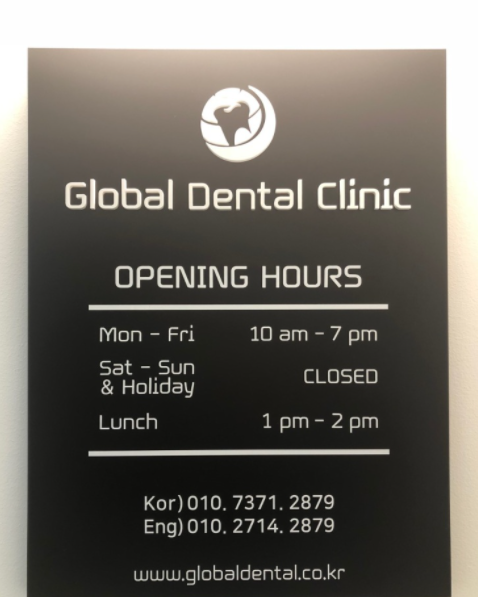 Global Dental Clinic
OPENING HOURS
Mon - Fri 10 am - 7 pm
Sat - Sun
& Holiday CLOSED
Lunch 1 pm - 2 pm
Kor) 010. 7371. 2879
Eng) 010. 2714. 2879
www.globaldental.co.kr